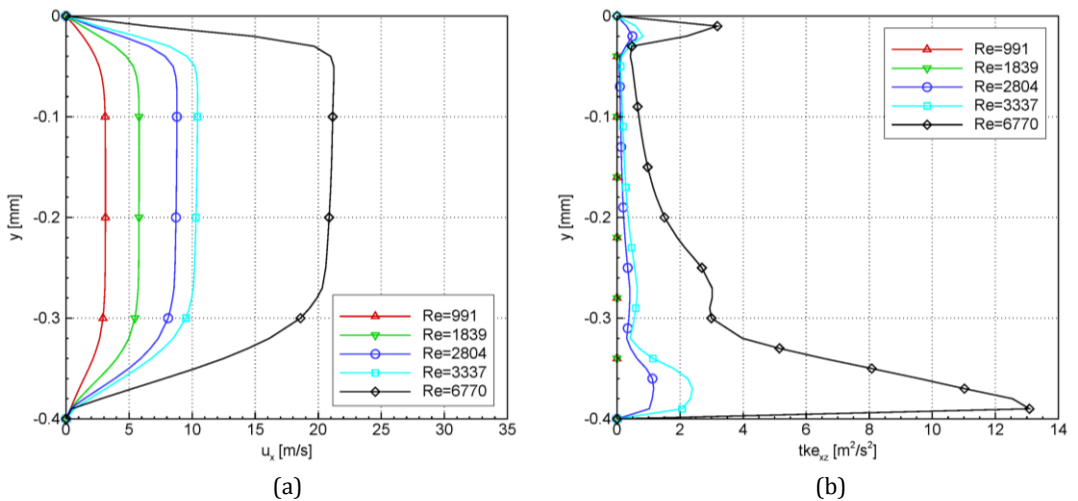 0
-0.1
-0.2
-0.3
-0.4
y [mm]
0 5 10 15 20 25 30 35
u_x [m/s]
Re=991
Re=1839
Re=2804
Re=3337
Re=6770
(a)
0
-0.1
-0.2
-0.3
-0.4
y [mm]
0 2 4 6 8 10 12 14
tke_xz [m²/s²]
Re=991
Re=1839
Re=2804
Re=3337
Re=6770
(b)